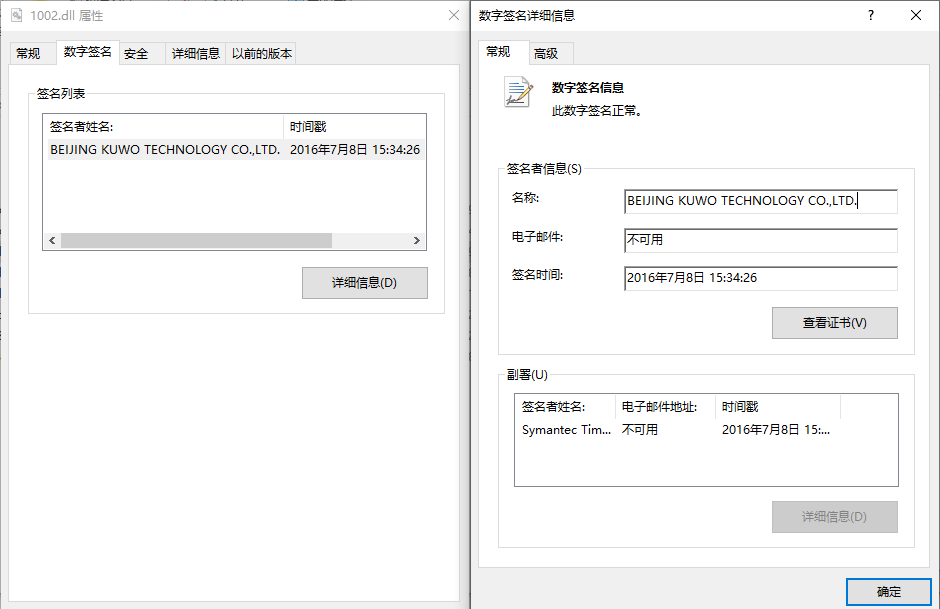 1002.dll 属性
常规 数字签名 安全 详细信息 以前的版本
签名列表
签名者姓名: 时间戳
BEIJING KUWO TECHNOLOGY CO.,LTD. 2016年7月8日 15:34:26
详细信息(D)
数字签名详细信息
?
常规 高级
数字签名信息
此数字签名正常。
签名者信息(S)
名称: BEIJING KUWO TECHNOLOGY CO.,LTD.
电子邮件: 不可用
签名时间: 2016年7月8日 15:34:26
查看证书(V)
副署(U)
签名者姓名: 电子邮件地址: 时间戳
Symantec Tim... 不可用 2016年7月8日 15:...
详细信息(D)
确定